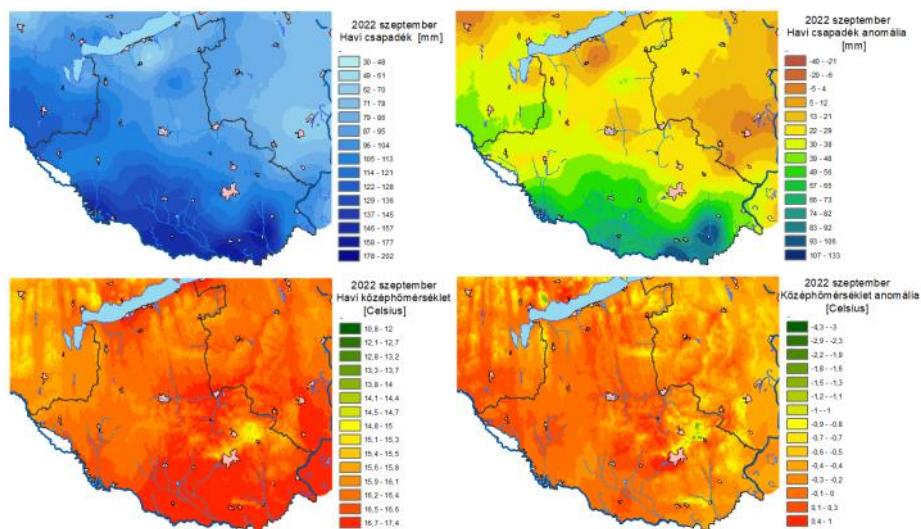 2022 szeptember
Havi csapadék [mm]
30 - 48
49 - 61
62 - 70
71 - 78
79 - 86
87 - 95
96 - 104
105 - 113
114 - 121
122 - 128
129 - 136
137 - 145
146 - 157
158 - 177
178 - 202
2022 szeptember
Havi csapadék anomália
[mm]
-40 - -21
-20 - -6
-5 - 4
5 - 12
13 - 21
22 - 29
30 - 38
39 - 48
49 - 56
57 - 65
66 - 73
74 - 82
83 - 92
93 - 106
107 - 133
2022 szeptember
Havi középhőmérséklet
[Celsius]
10,8 - 12
12,1 - 12,7
12,8 - 13,2
13,3 - 13,7
13,8 - 14
14,1 - 14,4
14,5 - 14,7
14,8 - 15
15,1 - 15,3
15,4 - 15,5
15,6 - 15,8
15,9 - 16,1
16,2 - 16,4
16,5 - 16,6
16,7 - 17,4
2022 szeptember
Középhőmérséklet anomália
[Celsius]
-4,3 - -3
-2,9 - -2,3
-2,2 - -1,9
-1,8 - -1,6
-1,5 - -1,3
-1,2 - -1,1
-1 - -1
-0,9 - -0,8
-0,7 - -0,7
-0,6 - -0,5
-0,4 - -0,4
-0,3 - -0,2
-0,1 - 0
0,1 - 0,3
0,4 - 1